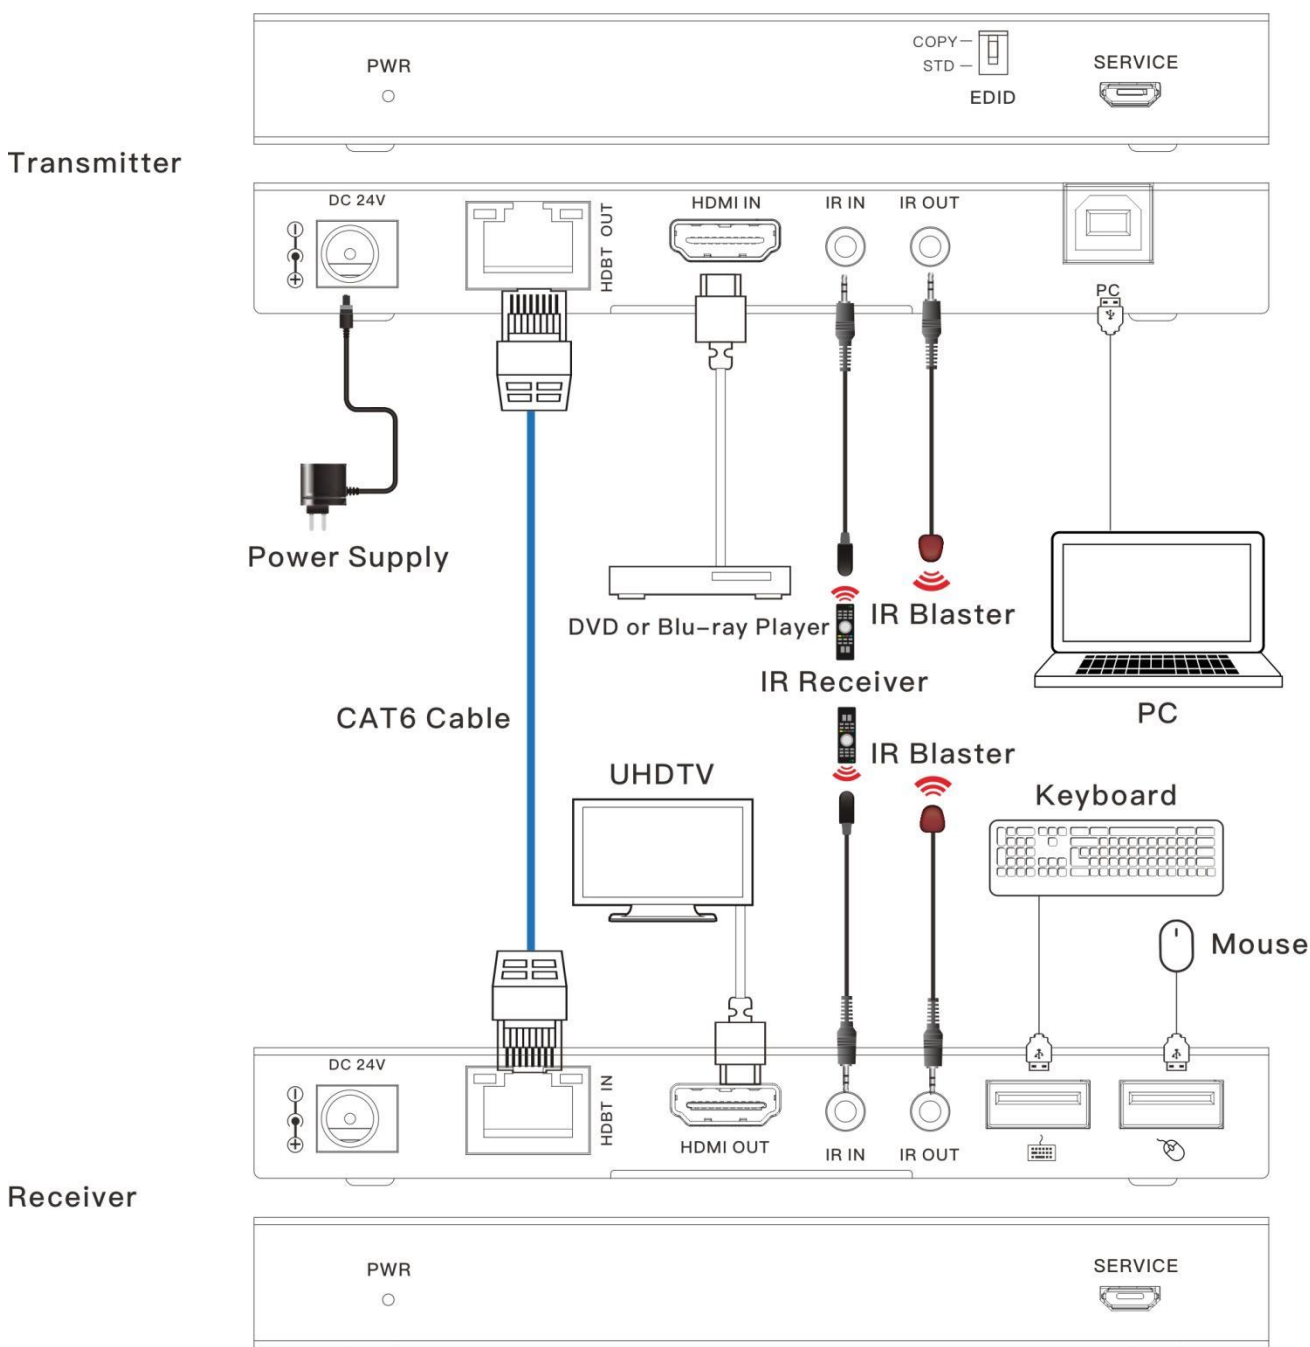 COPY
STD
EDID
PWR
SERVICE
Transmitter
DC 24V
HDBT OUT
HDMI IN
IR IN
IR OUT
PC
Power Supply
DVD or Blu-ray Player
IR Blaster
IR Receiver
PC
CAT6 Cable
IR Blaster
UHDTV
Keyboard
Mouse
DC 24V
HDBT IN
HDMI OUT
IR IN
IR OUT
Receiver
PWR
SERVICE